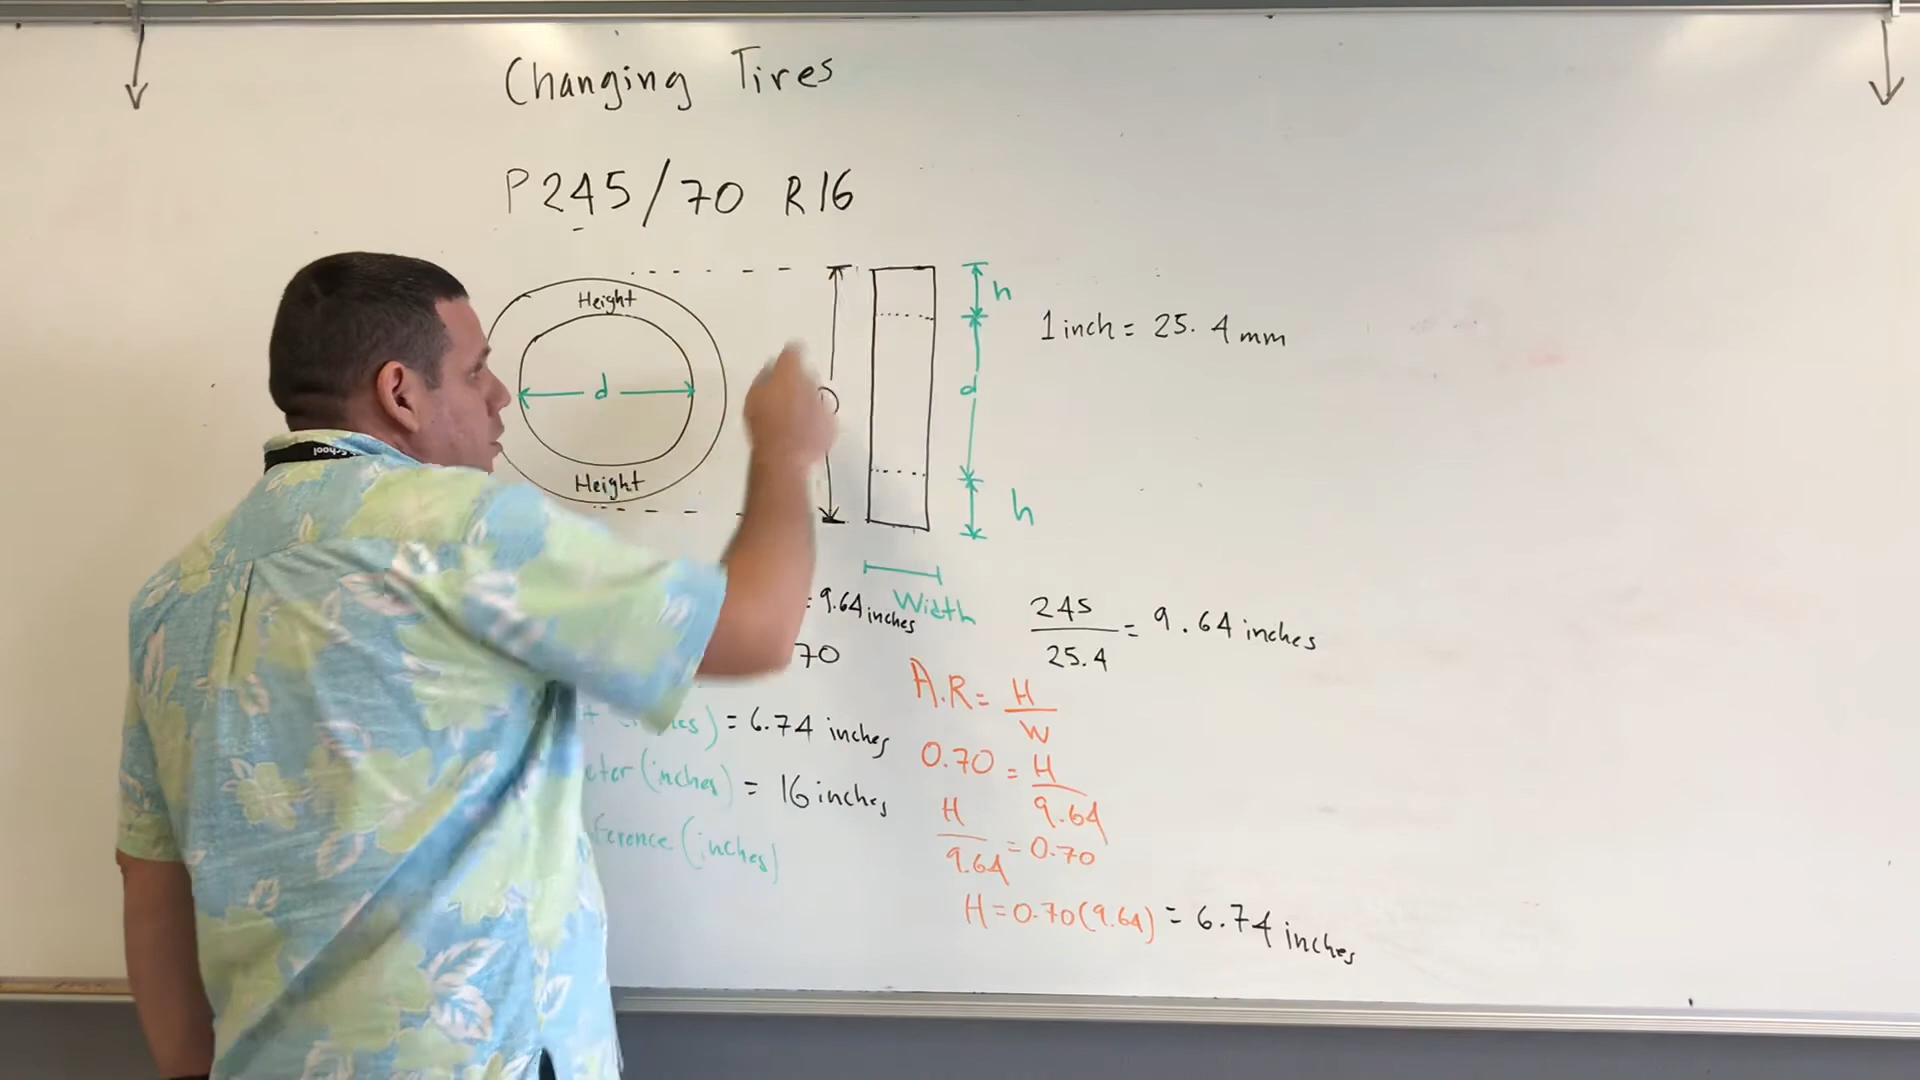 Changing Tires
P245/70 R16
Height
d
Height
h
d
h
1 inch = 25.4 mm
Width
= 9.64 inches
70
= 6.74 inches
(inches) = 16 inches
(inches)
245
25.4
= 9.64 inches
A.R = H
W
0.70 = H
9.64
H
9.64
= 0.70
H = 0.70(9.64) = 6.74 inches
School